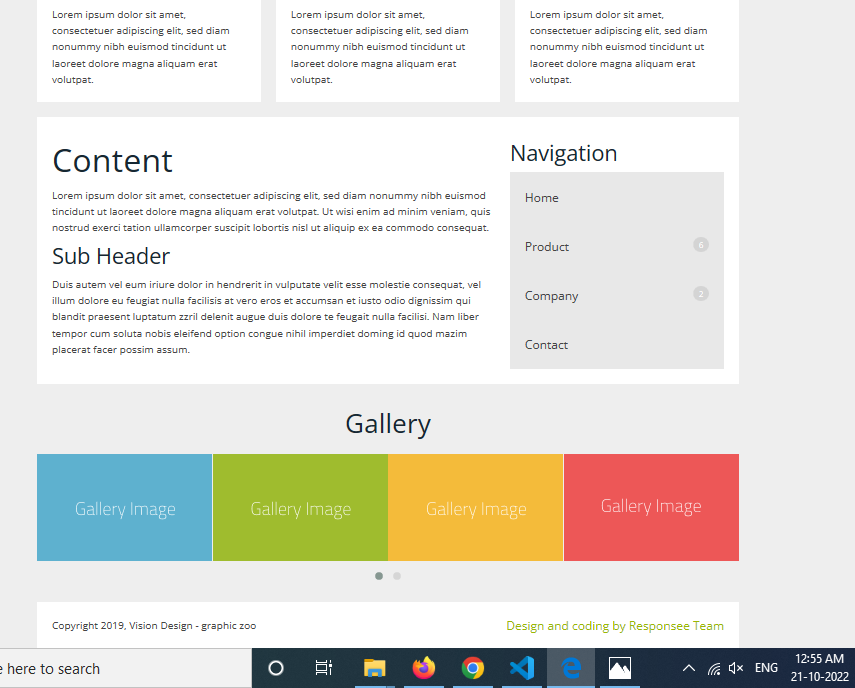 Lorem ipsum dolor sit amet,
consectetuer adipiscing elit, sed diam
nonummy nibh euismod tincidunt ut
laoreet dolore magna aliquam erat
volutpat.
Lorem ipsum dolor sit amet,
consectetuer adipiscing elit, sed diam
nonummy nibh euismod tincidunt ut
laoreet dolore magna aliquam erat
volutpat.
Lorem ipsum dolor sit amet,
consectetuer adipiscing elit, sed diam
nonummy nibh euismod tincidunt ut
laoreet dolore magna aliquam erat
volutpat.
Content
Lorem ipsum dolor sit amet, consectetuer adipiscing elit, sed diam nonummy nibh euismod
tincidunt ut laoreet dolore magna aliquam erat volutpat. Ut wisi enim ad minim veniam, quis
nostrud exerci tation ullamcorper suscipit lobortis nisl ut aliquip ex ea commodo consequat.
Sub Header
Duis autem vel eum iriure dolor in hendrerit in vulputate velit esse molestie consequat, vel
illum dolore eu feugiat nulla facilisis at vero eros et accumsan et iusto odio dignissim qui
blandit praesent luptatum zzril delenit augue duis dolore te feugait nulla facilisi. Nam liber
tempor cum soluta nobis eleifend option congue nihil imperdiet doming id quod mazim
placerat facer possim assum.
Navigation
Home
Product 6
Company 2
Contact
Gallery
Gallery Image
Gallery Image
Gallery Image
Gallery Image
Copyright 2019, Vision Design - graphic zoo
Design and coding by Responsee Team
e here to search
ENG
12:55 AM
21-10-2022